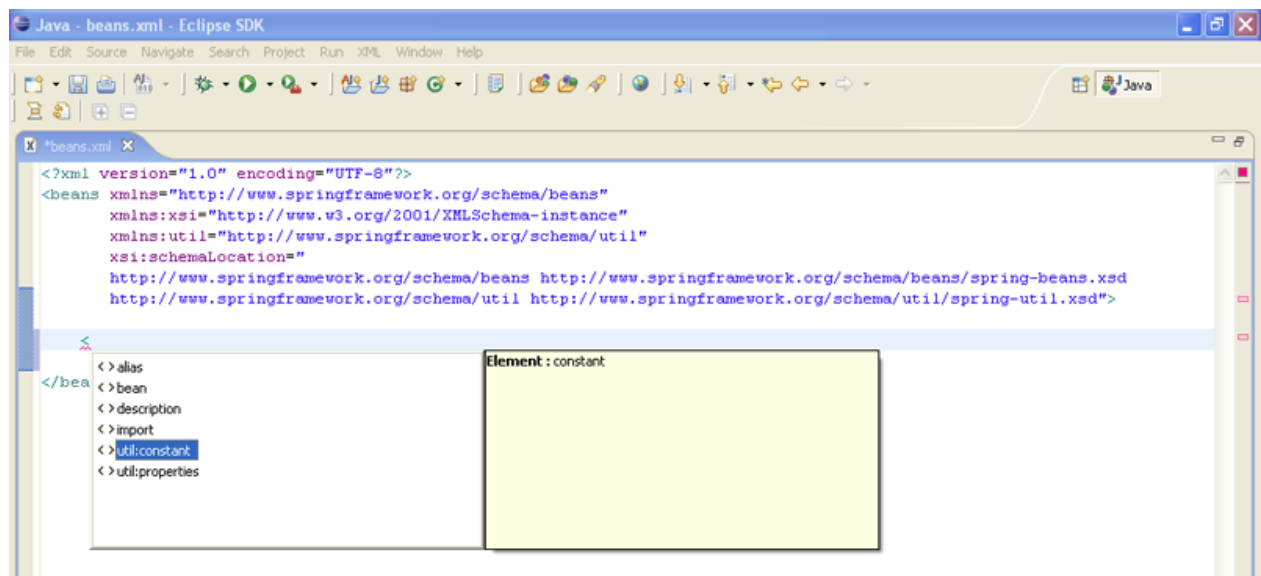 Java - beans.xml - Eclipse SDK
File Edit Source Navigate Search Project Run XML Window Help
Java
*beans.xml
<?xml version="1.0" encoding="UTF-8"?>
<beans xmlns="http://www.springframework.org/schema/beans"
xmlns:xsi="http://www.w3.org/2001/XMLSchema-instance"
xmlns:util="http://www.springframework.org/schema/util"
xsi:schemaLocation="
http://www.springframework.org/schema/beans http://www.springframework.org/schema/beans/spring-beans.xsd
http://www.springframework.org/schema/util http://www.springframework.org/schema/util/spring-util.xsd">
<
</bea
<> alias
<> bean
<> description
<> import
<> util:constant
<> util:properties
Element : constant